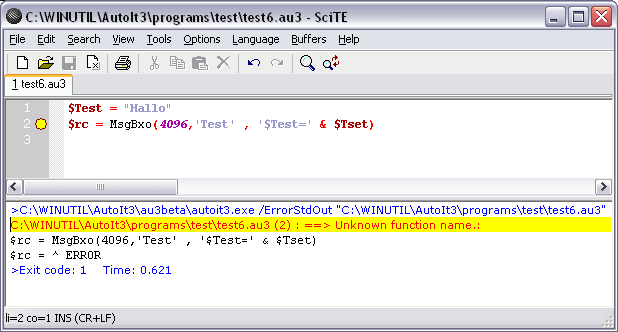 C:\WINUTIL\AutoIt3\programs\test\test6.au3 - SciTE
File Edit Search View Tools Options Language Buffers Help
1 test6.au3
1 $Test = "Hallo"
2 $rc = MsgBxo(4096,'Test' , '$Test=' & $Tset)
3
>C:\WINUTIL\AutoIt3\au3beta\autoit3.exe /ErrorStdOut "C:\WINUTIL\AutoIt3\programs\test\test6.au3"
C:\WINUTIL\AutoIt3\programs\test\test6.au3 (2) : ==> Unknown function name.:
$rc = MsgBxo(4096,'Test' , '$Test=' & $Tset)
$rc = ^ ERROR
>Exit code: 1 Time: 0.621
li=2 co=1 INS (CR+LF)